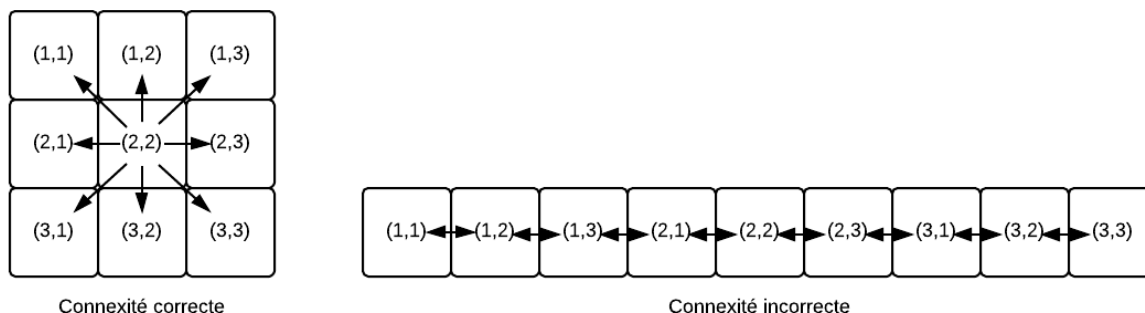 (1,1) (1,2) (1,3)
(2,1) (2,2) (2,3)
(3,1) (3,2) (3,3)
Connexité correcte
(1,1) (1,2) (1,3) (2,1) (2,2) (2,3) (3,1) (3,2) (3,3)
Connexité incorrecte